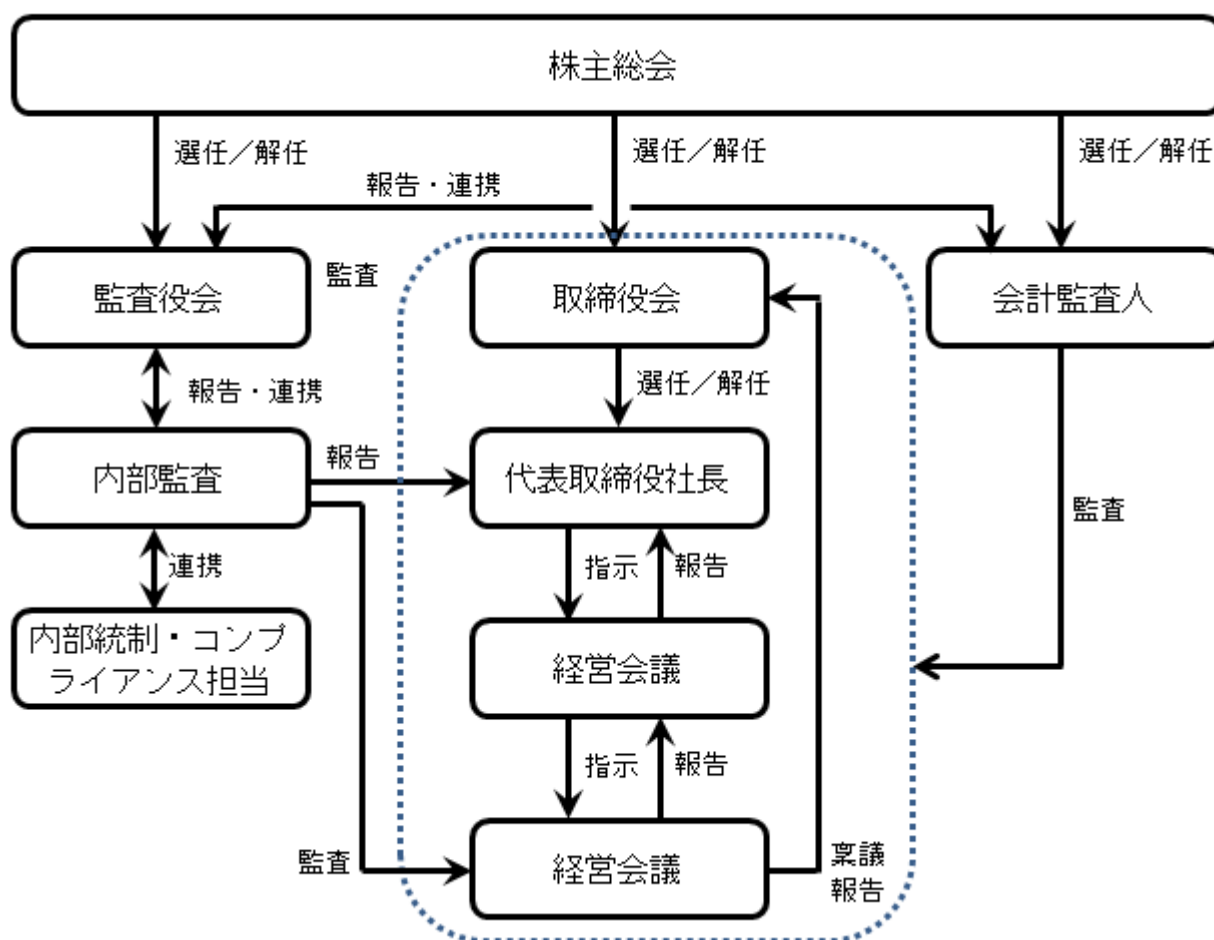 株主総会
選任／解任
選任／解任
選任／解任
報告・連携
監査役会
監査
取締役会
会計監査人
報告・連携
選任／解任
内部監査
報告
代表取締役社長
監査
連携
指示
報告
内部統制・コンプ
ライアンス担当
経営会議
指示
報告
監査
経営会議
稟議
報告